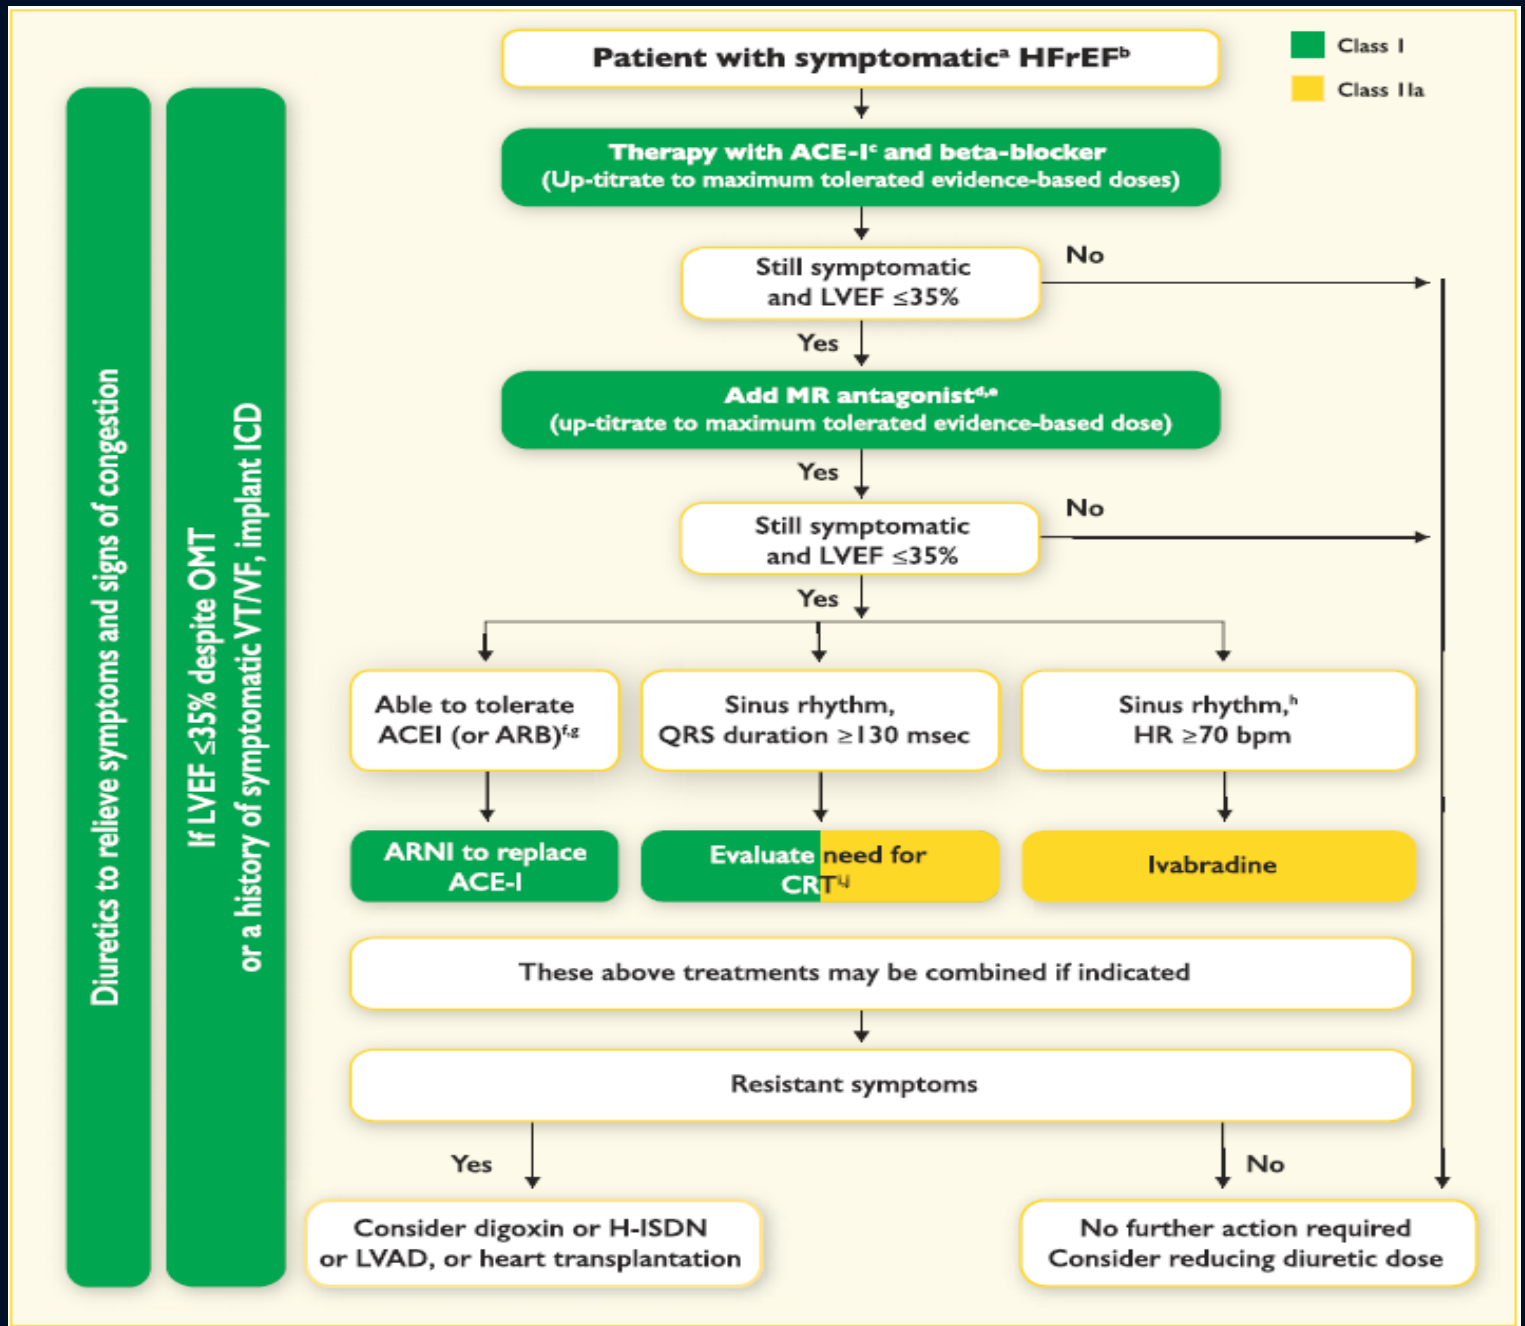 Patient with symptomaticᵃ HFrEFᵇ
Class I
Class IIa
Therapy with ACE-Iᶜ and beta-blocker
(Up-titrate to maximum tolerated evidence-based doses)
Still symptomatic
and LVEF ≤35%
No
Yes
Add MR antagonistᵈ,ᵉ
(up-titrate to maximum tolerated evidence-based dose)
Yes
Still symptomatic
and LVEF ≤35%
No
Yes
Able to tolerate
ACEI (or ARB)ᶠ,ᵍ
Sinus rhythm,
QRS duration ≥130 msec
Sinus rhythm,ʰ
HR ≥70 bpm
ARNI to replace
ACE-I
Evaluate need for
CRTⁱ,ʲ
Ivabradine
These above treatments may be combined if indicated
Resistant symptoms
Yes
No
Consider digoxin or H-ISDN
or LVAD, or heart transplantation
No further action required
Consider reducing diuretic dose
Diuretics to relieve symptoms and signs of congestion
If LVEF ≤35% despite OMT
or a history of symptomatic VT/VF, implant ICD